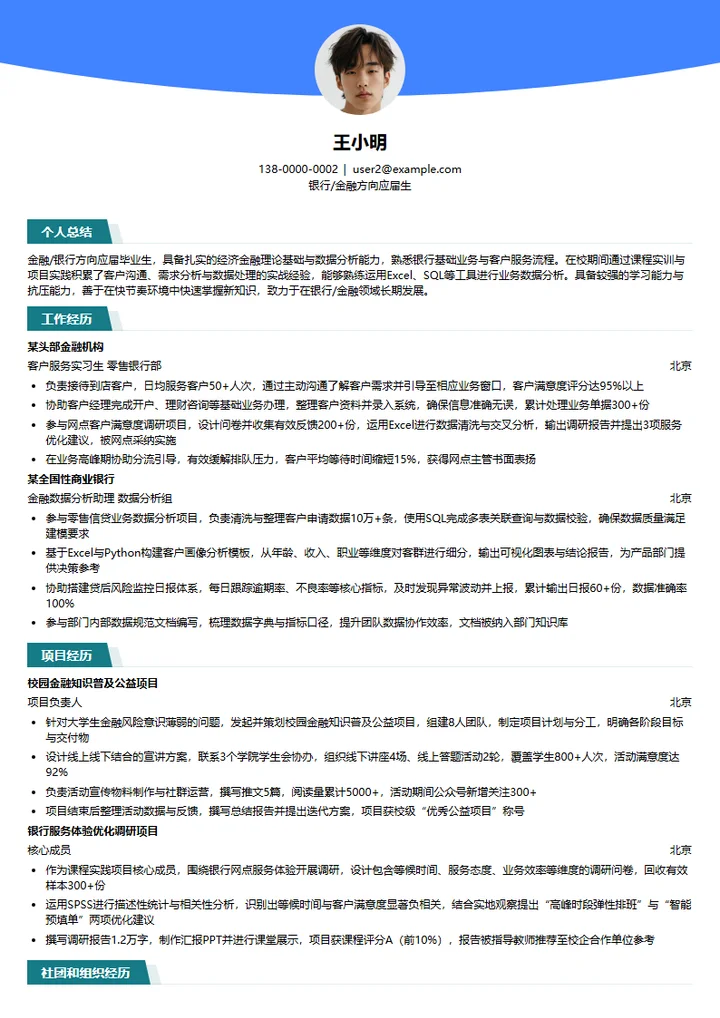 王小明
138-0000-0002 | user2@example.com
银行/金融方向应届生
个人总结
金融/银行方向应届毕业生，具备扎实的经济金融理论基础与数据分析能力，熟悉银行基础业务与客户服务流程。在校期间通过课程实训与
项目实践积累了客户沟通、需求分析与数据处理的实战经验，能够熟练运用Excel、SQL等工具进行业务数据分析。具备较强的学习能力与
抗压能力，善于在快节奏环境中快速掌握新知识，致力于在银行/金融领域长期发展。
工作经历
某头部金融机构
客户服务实习生 零售银行部 北京
• 负责接待到店客户，日均服务客户50+人次，通过主动沟通了解客户需求并引导至相应业务窗口，客户满意度评分达95%以上
• 协助客户经理完成开户、理财咨询等基础业务办理，整理客户资料并录入系统，确保信息准确无误，累计处理业务单据300+份
• 参与网点客户满意度调研项目，设计问卷并收集有效反馈200+份，运用Excel进行数据清洗与交叉分析，输出调研报告并提出3项服务
优化建议，被网点采纳实施
• 在业务高峰期协助分流引导，有效缓解排队压力，客户平均等待时间缩短15%，获得网点主管书面表扬
某全国性商业银行
金融数据分析助理 数据分析组 北京
• 参与零售信贷业务数据分析项目，负责清洗与整理客户申请数据10万+条，使用SQL完成多表关联查询与数据校验，确保数据质量满足
建模要求
• 基于Excel与Python构建客户画像分析模板，从年龄、收入、职业等维度对客群进行细分，输出可视化图表与结论报告，为产品部门提
供决策参考
• 协助搭建贷后风险监控日报体系，每日跟踪逾期率、不良率等核心指标，及时发现异常波动并上报，累计输出日报60+份，数据准确率
100%
• 参与部门内部数据规范文档编写，梳理数据字典与指标口径，提升团队数据协作效率，文档被纳入部门知识库
项目经历
校园金融知识普及公益项目
项目负责人 北京
• 针对大学生金融风险意识薄弱的问题，发起并策划校园金融知识普及公益项目，组建8人团队，制定项目计划与分工，明确各阶段目标
与交付物
• 设计线上线下结合的宣讲方案，联系3个学院学生会协办，组织线下讲座4场、线上答题活动2轮，覆盖学生800+人次，活动满意度达
92%
• 负责活动宣传物料制作与社群运营，撰写推文5篇，阅读量累计5000+，活动期间公众号新增关注300+
• 项目结束后整理活动数据与反馈，撰写总结报告并提出迭代方案，项目获校级“优秀公益项目”称号
银行服务体验优化调研项目
核心成员 北京
• 作为课程实践项目核心成员，围绕银行网点服务体验开展调研，设计包含等候时间、服务态度、业务效率等维度的调研问卷，回收有效
样本300+份
• 运用SPSS进行描述性统计与相关性分析，识别出等候时间与客户满意度显著负相关，结合实地观察提出“高峰时段弹性排班”与“智能
预填单”两项优化建议
• 撰写调研报告1.2万字，制作汇报PPT并进行课堂展示，项目获课程评分A（前10%），报告被指导教师推荐至校企合作单位参考
社团和组织经历